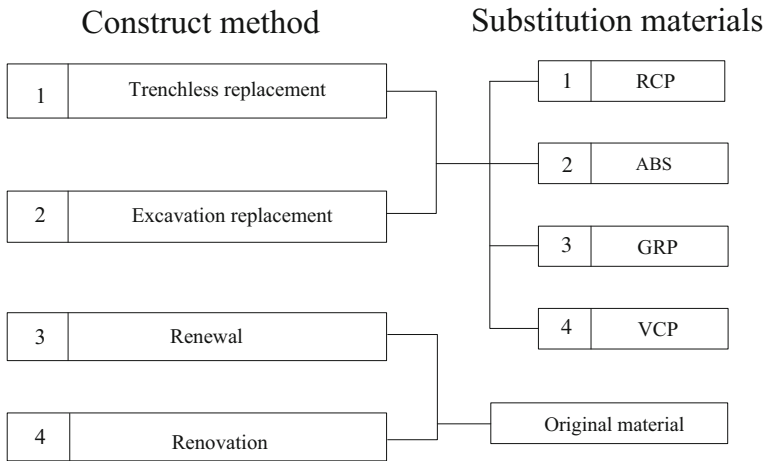 Construct method
Substitution materials
1 Trenchless replacement
2 Excavation replacement
3 Renewal
4 Renovation
1 RCP
2 ABS
3 GRP
4 VCP
Original material